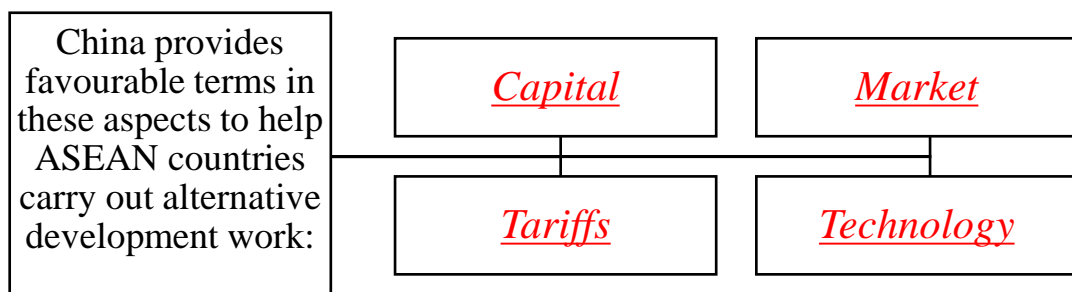 China provides
favourable terms in
these aspects to help
ASEAN countries
carry out alternative
development work:
Capital
Market
Tariffs
Technology